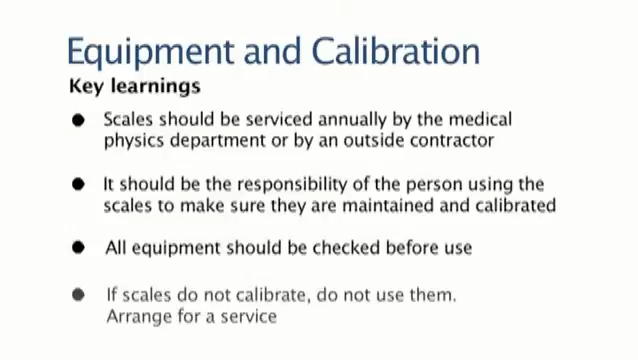 Equipment and Calibration
Key learnings
● Scales should be serviced annually by the medical
physics department or by an outside contractor
● It should be the responsibility of the person using the
scales to make sure they are maintained and calibrated
● All equipment should be checked before use
● If scales do not calibrate, do not use them.
Arrange for a service